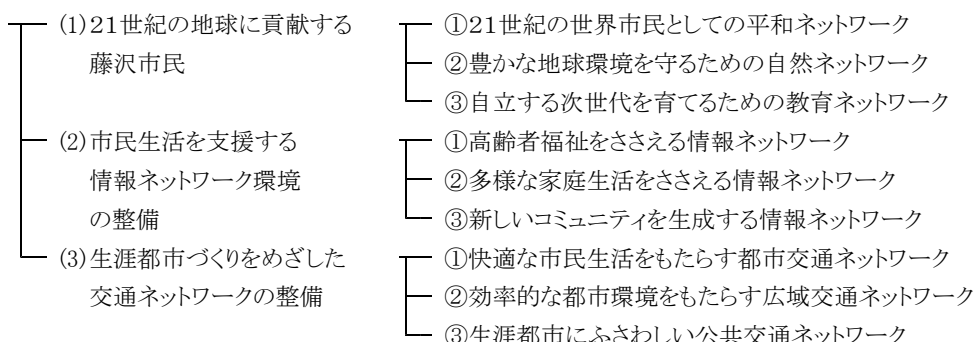 (1)21世紀の地球に貢献する
藤沢市民
①21世紀の世界市民としての平和ネットワーク
②豊かな地球環境を守るための自然ネットワーク
③自立する次世代を育てるための教育ネットワーク
(2)市民生活を支援する
情報ネットワーク環境
の整備
①高齢者福祉をささえる情報ネットワーク
②多様な家庭生活をささえる情報ネットワーク
③新しいコミュニティを生成する情報ネットワーク
(3)生涯都市づくりをめざした
交通ネットワークの整備
①快適な市民生活をもたらす都市交通ネットワーク
②効率的な都市環境をもたらす広域交通ネットワーク
③生涯都市にふさわしい公共交通ネットワーク